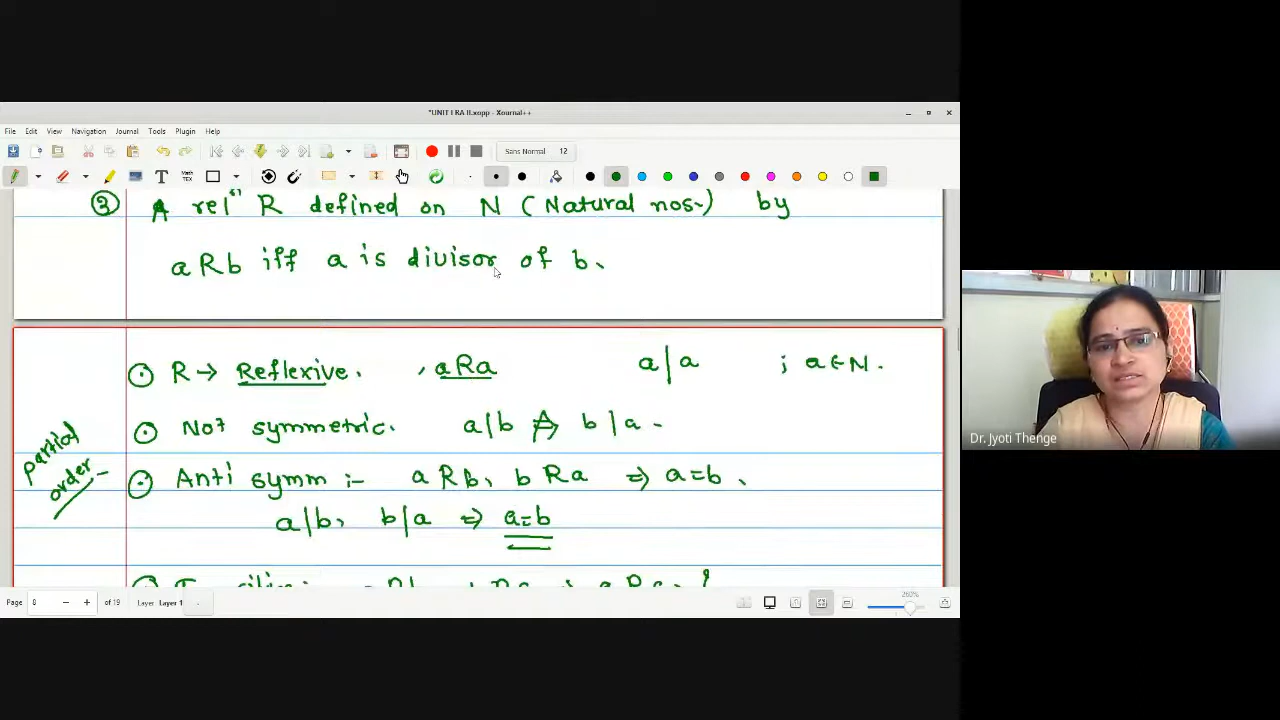 *UNIT I RA II.xopp - Xournal++
File Edit View Navigation Journal Tools Plugin Help
Sans Normal 12
③ A relⁿ R defined on N (Natural nos.) by
aRb iff a is divisor of b.
⊙ R → Reflexive. , aRa a|a ; a∈N.
⊙ Not symmetric. a|b ⇏ b|a.
partial order
⊙ Anti symm :- aRb, bRa ⇒ a=b.
a|b, b|a ⇒ a=b
Page 8 of 19 Layer: Layer 1
Dr. Jyoti Thenge